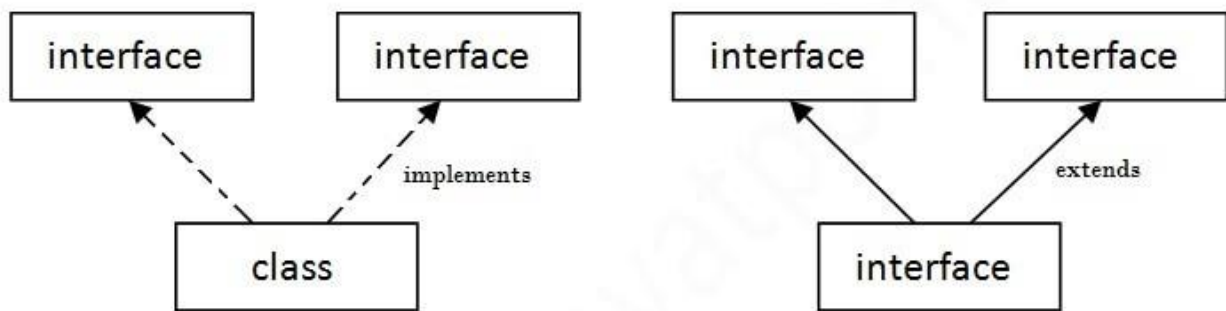 interface
interface
interface
interface
implements
extends
class
interface